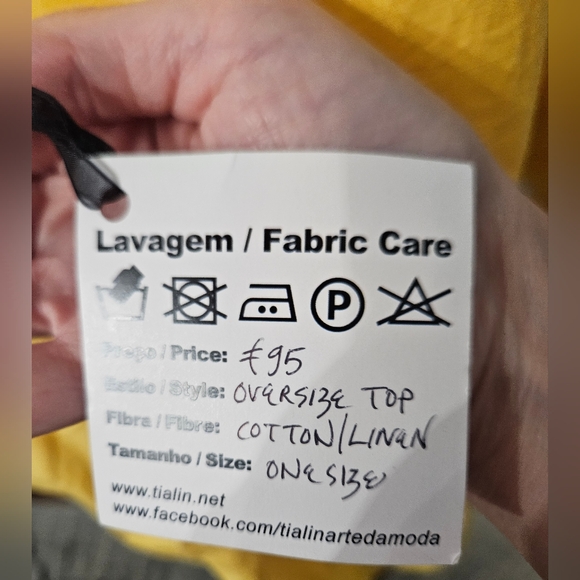 Lavagem / Fabric Care
P
Preço / Price: €95
Estilo / Style: OVERSIZE TOP
Fibra / Fibre: COTTON/LINEN
Tamanho / Size: ONE SIZE
www.tialin.net
www.facebook.com/tialinartedamoda